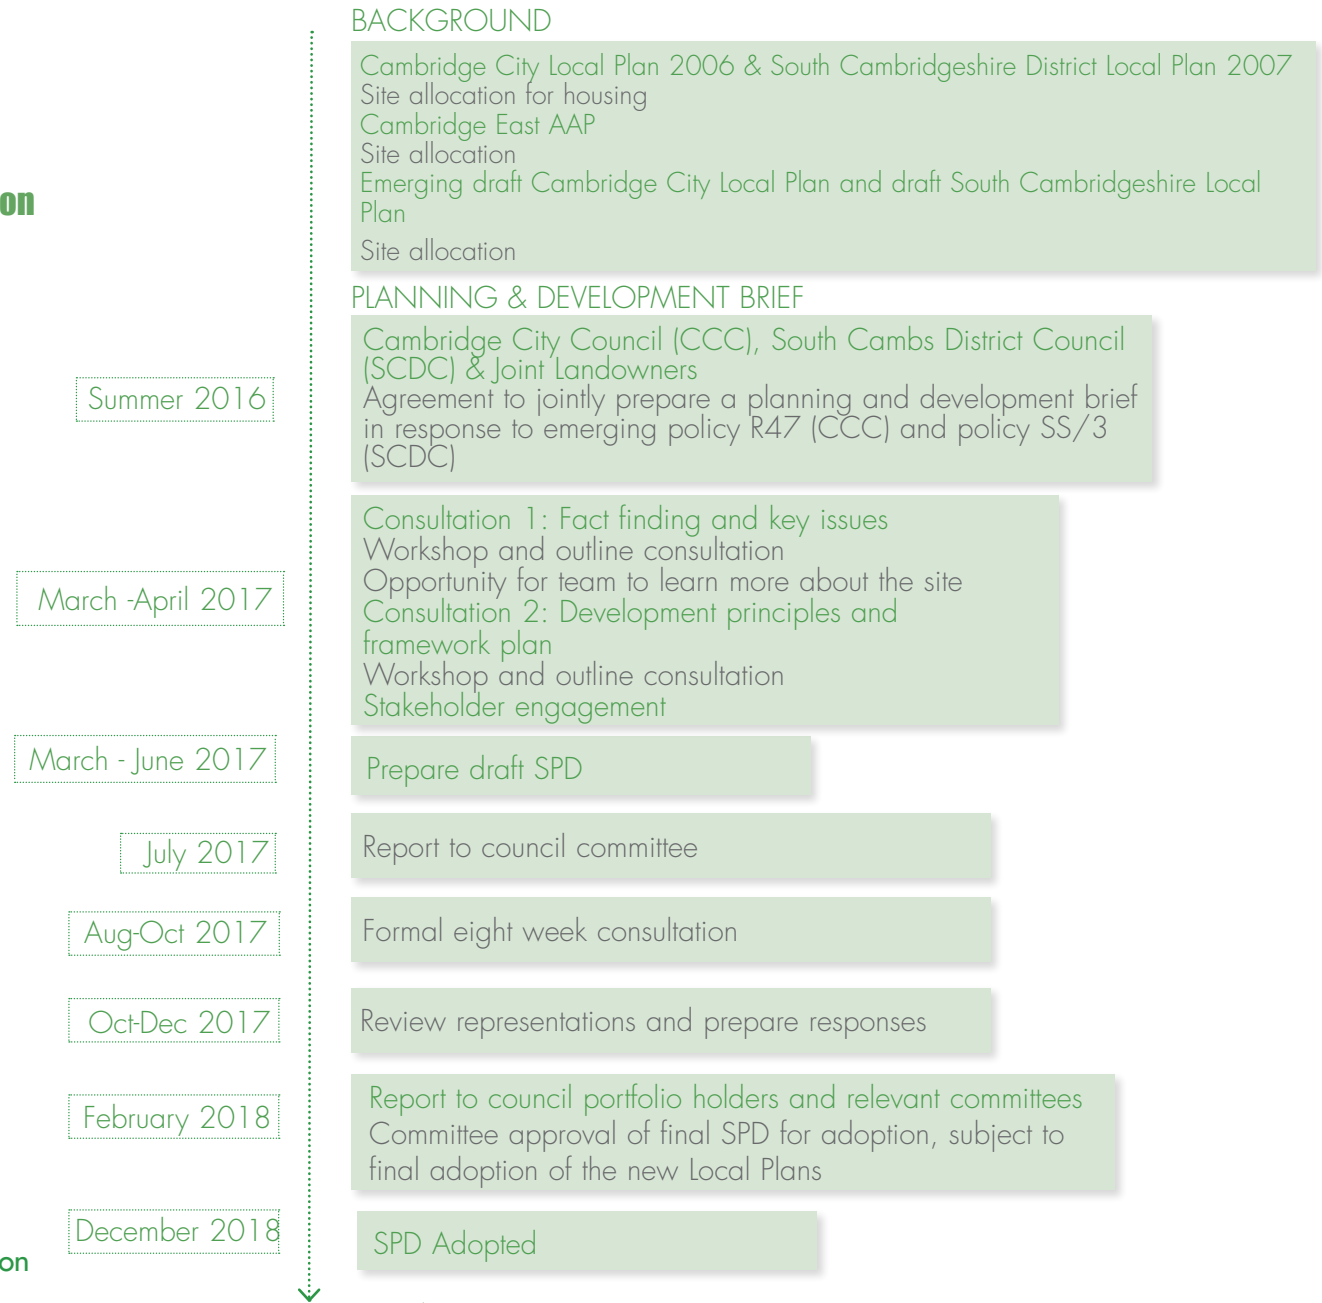 BACKGROUND
Cambridge City Local Plan 2006 & South Cambridgeshire District Local Plan 2007
Site allocation for housing
Cambridge East AAP
Site allocation
Emerging draft Cambridge City Local Plan and draft South Cambridgeshire Local
Plan
Site allocation
on
PLANNING & DEVELOPMENT BRIEF
Summer 2016
Cambridge City Council (CCC), South Cambs District Council
(SCDC) & Joint Landowners
Agreement to jointly prepare a planning and development brief
in response to emerging policy R47 (CCC) and policy SS/3
(SCDC)
March -April 2017
Consultation 1: Fact finding and key issues
Workshop and outline consultation
Opportunity for team to learn more about the site
Consultation 2: Development principles and
framework plan
Workshop and outline consultation
Stakeholder engagement
March - June 2017
Prepare draft SPD
July 2017
Report to council committee
Aug-Oct 2017
Formal eight week consultation
Oct-Dec 2017
Review representations and prepare responses
February 2018
Report to council portfolio holders and relevant committees
Committee approval of final SPD for adoption, subject to
final adoption of the new Local Plans
December 2018
SPD Adopted
on